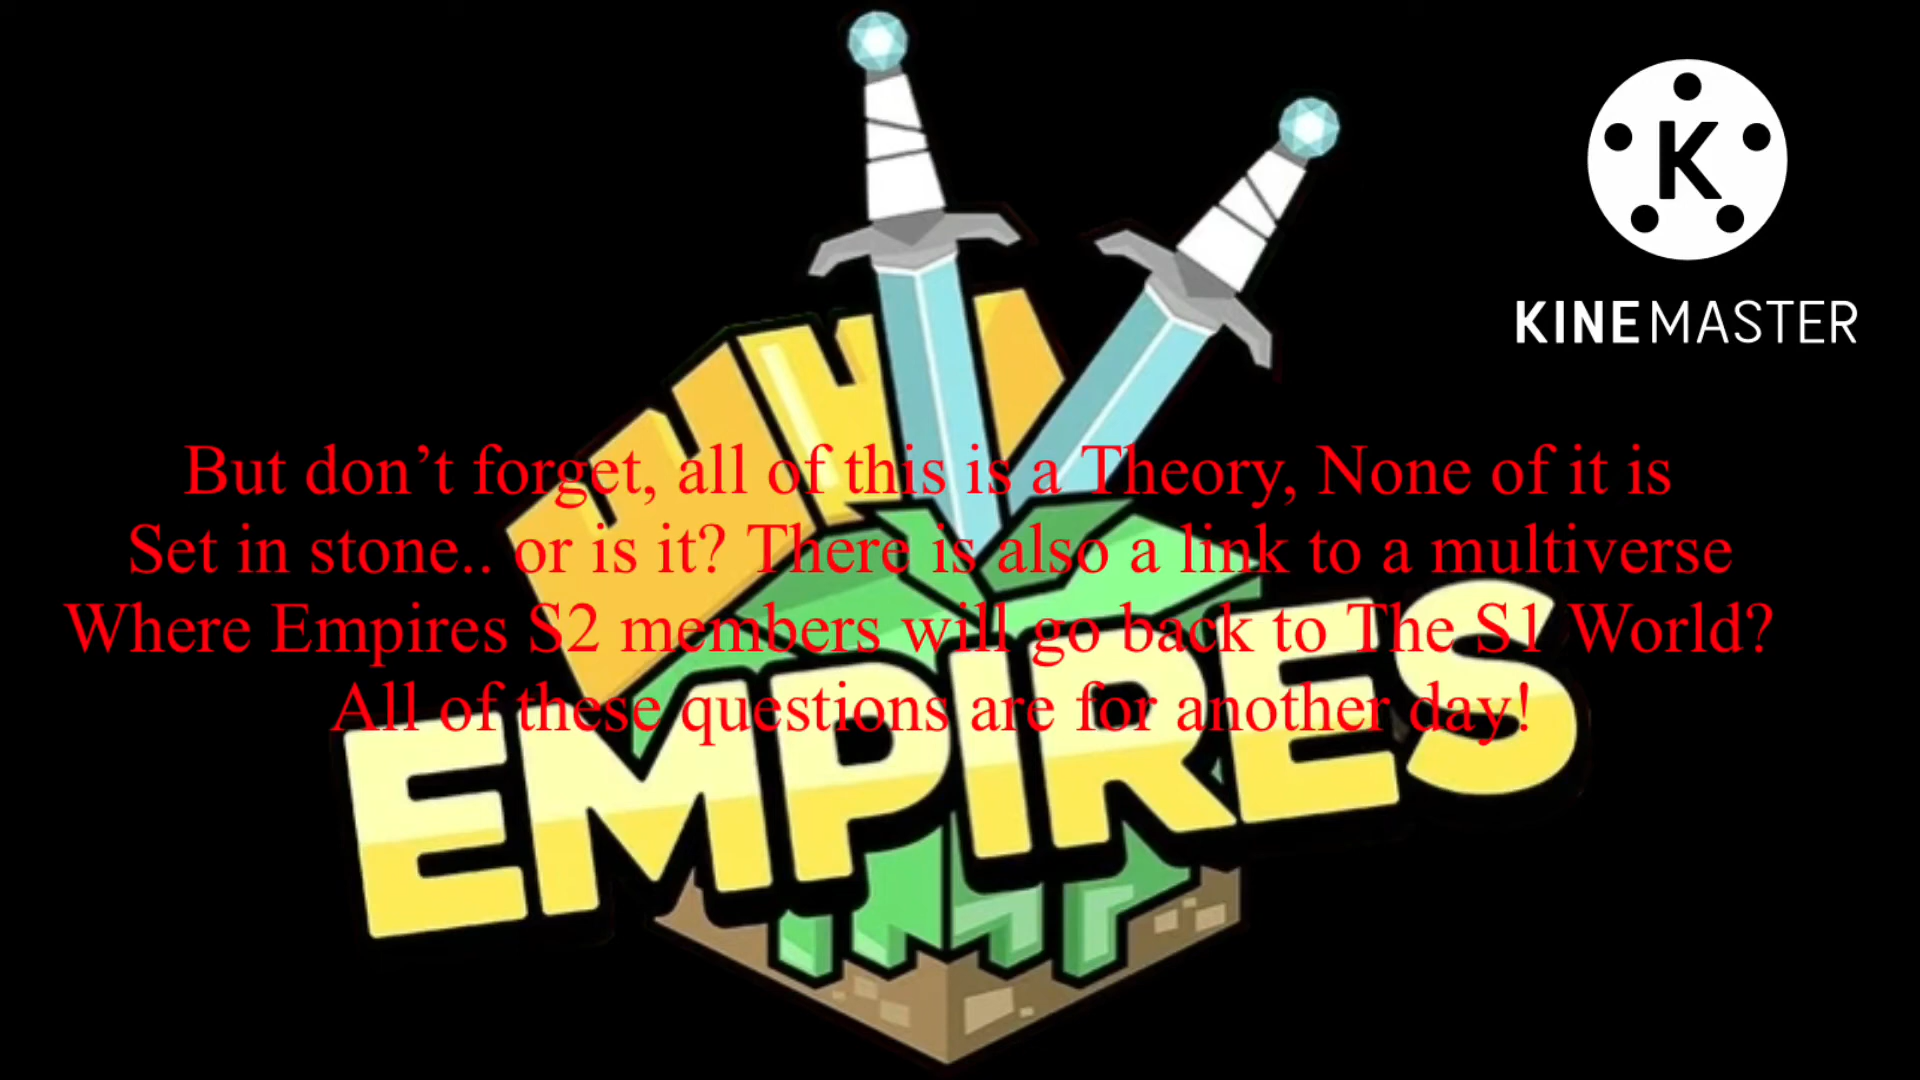 KINEMASTER
But don’t forget, all of this is a Theory, None of it is
Set in stone.. or is it? There is also a link to a multiverse
Where Empires S2 members will go back to The S1 World?
All of these questions are for another day!
EMPIRES